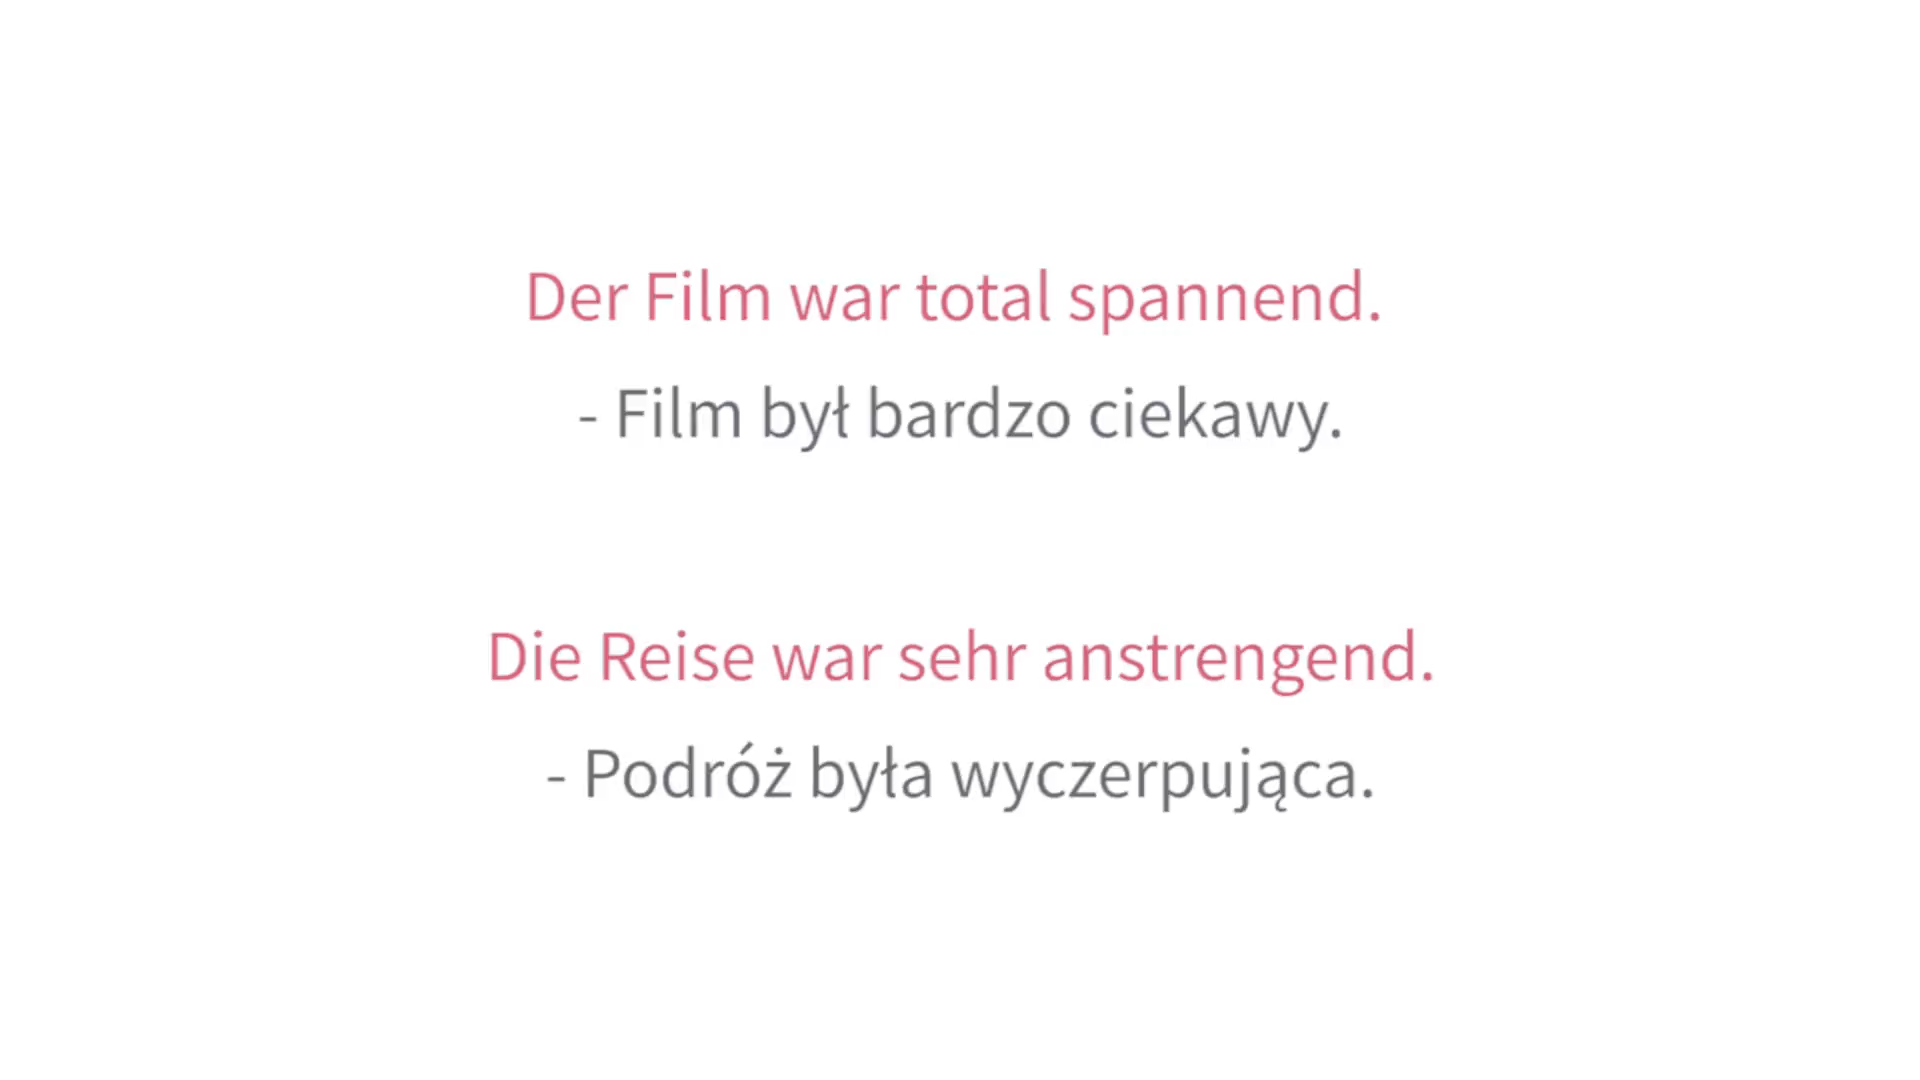 Der Film war total spannend.
- Film był bardzo ciekawy.
Die Reise war sehr anstrengend.
- Podróż była wyczerpująca.